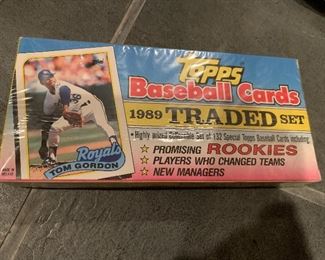 Topps
Baseball Cards
1989 TRADED SET
• Highly prized collectible Set of 132 Special Topps Baseball Cards including:
★ PROMISING ROOKIES
★ PLAYERS WHO CHANGED TEAMS
★ NEW MANAGERS
Royals
TOM GORDON